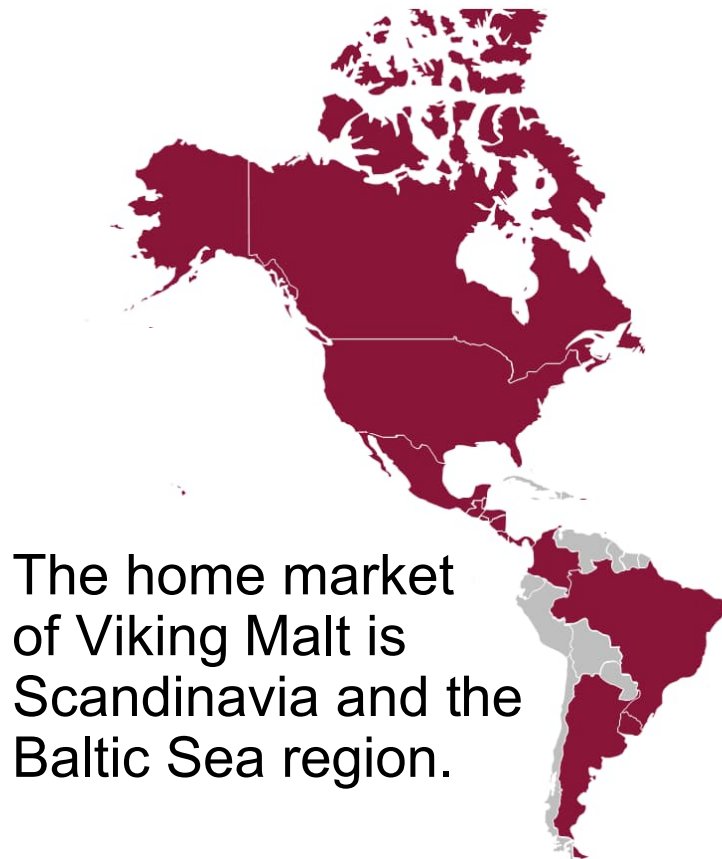 The home market
of Viking Malt is
Scandinavia and the
Baltic Sea region.